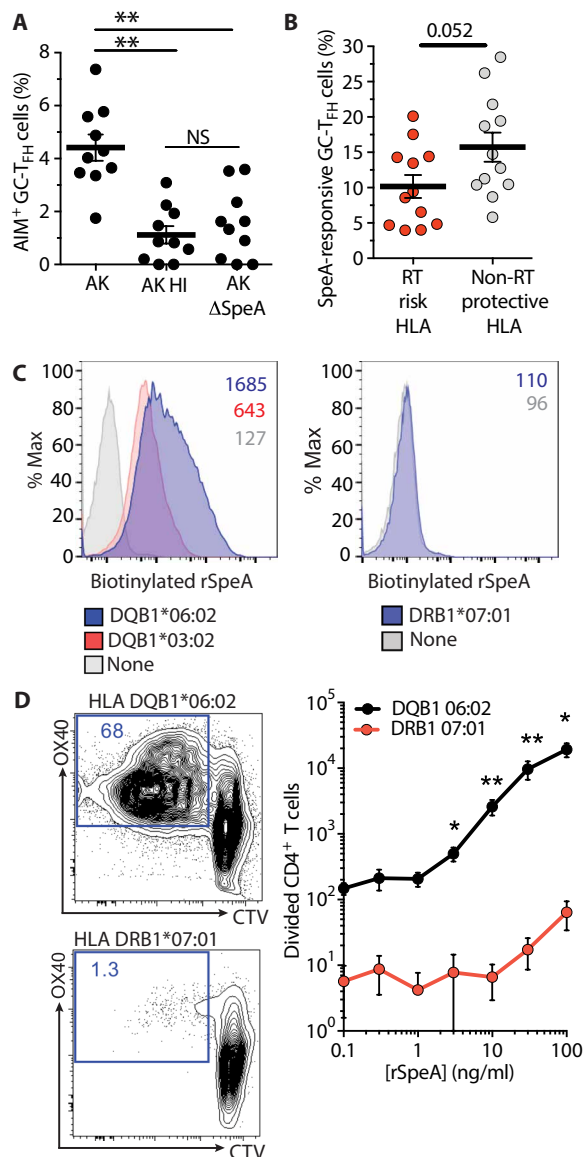 A
**
**
NS
AIM+ GC-TFH cells (%)
8
6
4
2
0
AK
AK HI
AK
ΔSpeA
B
0.052
SpeA-responsive GC-TFH cells (%)
30
25
20
15
10
5
0
RT
risk
HLA
Non-RT
protective
HLA
C
% Max
100
80
60
40
20
0
1685
643
127
Biotinylated rSpeA
DQB1*06:02
DQB1*03:02
None
% Max
100
80
60
40
20
0
110
96
Biotinylated rSpeA
DRB1*07:01
None
D
HLA DQB1*06:02
OX40
68
CTV
HLA DRB1*07:01
OX40
1.3
CTV
DQB1 06:02
DRB1 07:01
Divided CD4+ T cells
10^5
10^4
10^3
10^2
10^1
10^0
*
**
**
*
0.1
1
10
100
[rSpeA] (ng/ml)